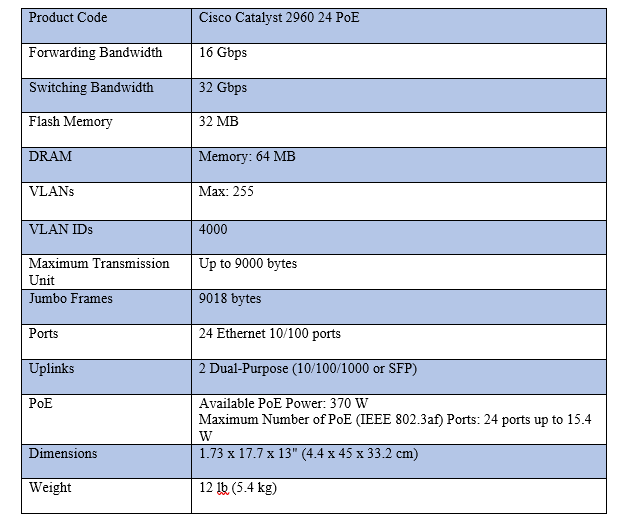 Product Code Cisco Catalyst 2960 24 PoE
Forwarding Bandwidth 16 Gbps
Switching Bandwidth 32 Gbps
Flash Memory 32 MB
DRAM Memory: 64 MB
VLANs Max: 255
VLAN IDs 4000
Maximum Transmission Up to 9000 bytes
Unit
Jumbo Frames 9018 bytes
Ports 24 Ethernet 10/100 ports
Uplinks 2 Dual-Purpose (10/100/1000 or SFP)
PoE Available PoE Power: 370 W
Maximum Number of PoE (IEEE 802.3af) Ports: 24 ports up to 15.4
W
Dimensions 1.73 x 17.7 x 13" (4.4 x 45 x 33.2 cm)
Weight 12 lb (5.4 kg)